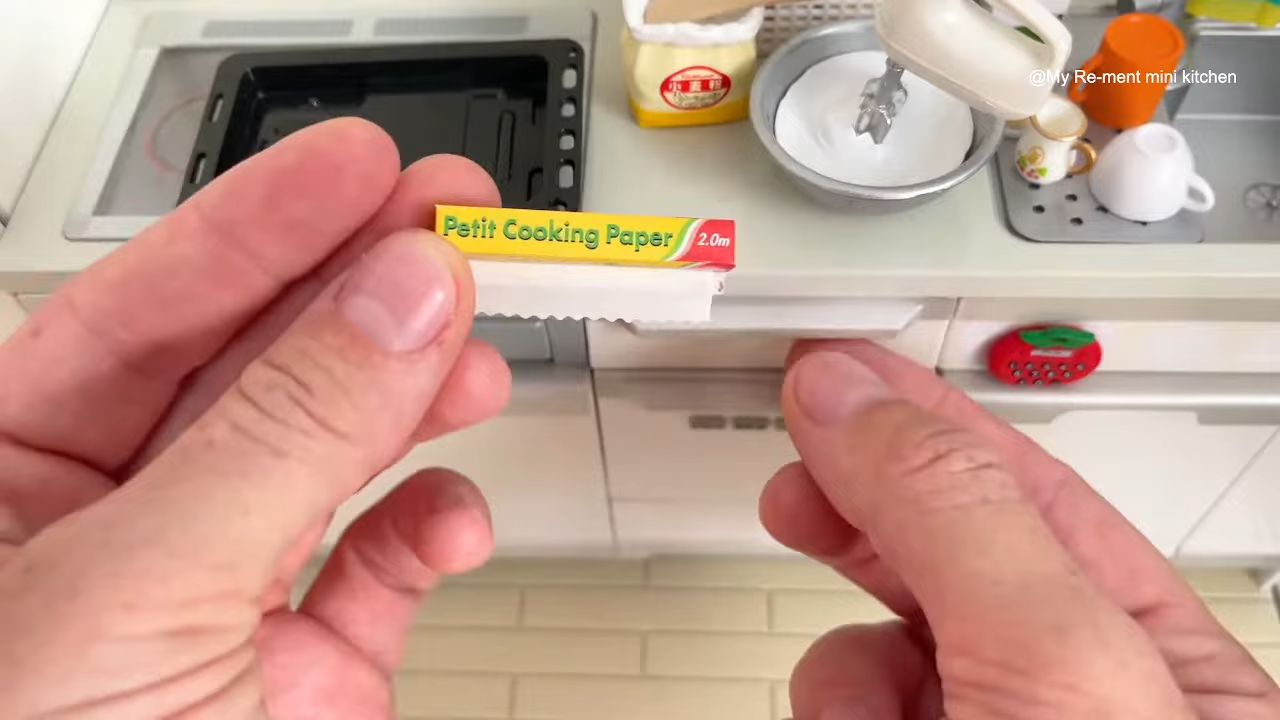 @My Re-ment mini kitchen
小麦粉
Petit Cooking Paper 2.0m